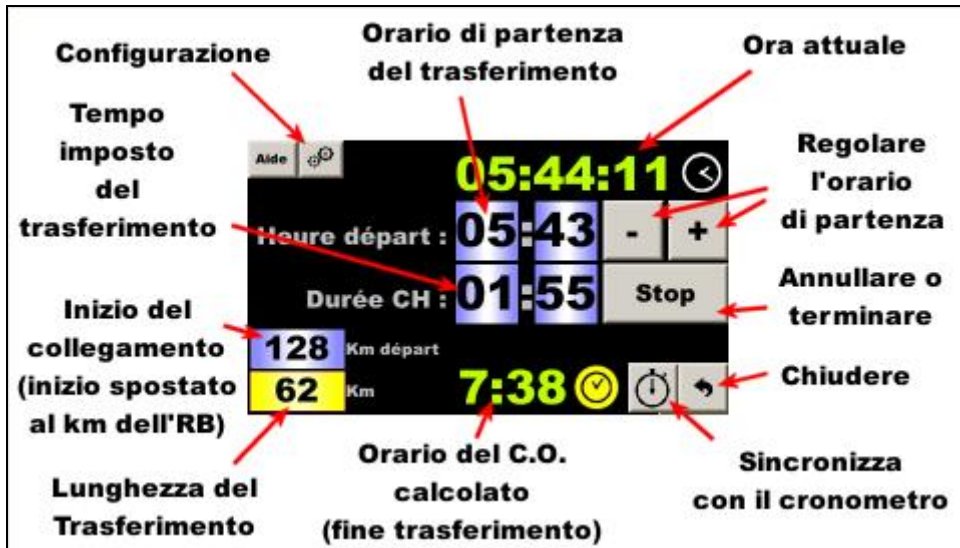 Configurazione
Orario di partenza
del trasferimento
Ora attuale
Tempo
imposto
del
trasferimento
Regolare
l'orario
di partenza
Aide
05:44:11
Heure départ : 05:43 - +
Durée CH : 01:55 Stop
Annullare o
terminare
Inizio del
collegamento
(inizio spostato
al km dell'RB)
128 Km départ
62 Km
7:38
Chiudere
Lunghezza del
Trasferimento
Orario del C.O.
calcolato
(fine trasferimento)
Sincronizza
con il cronometro